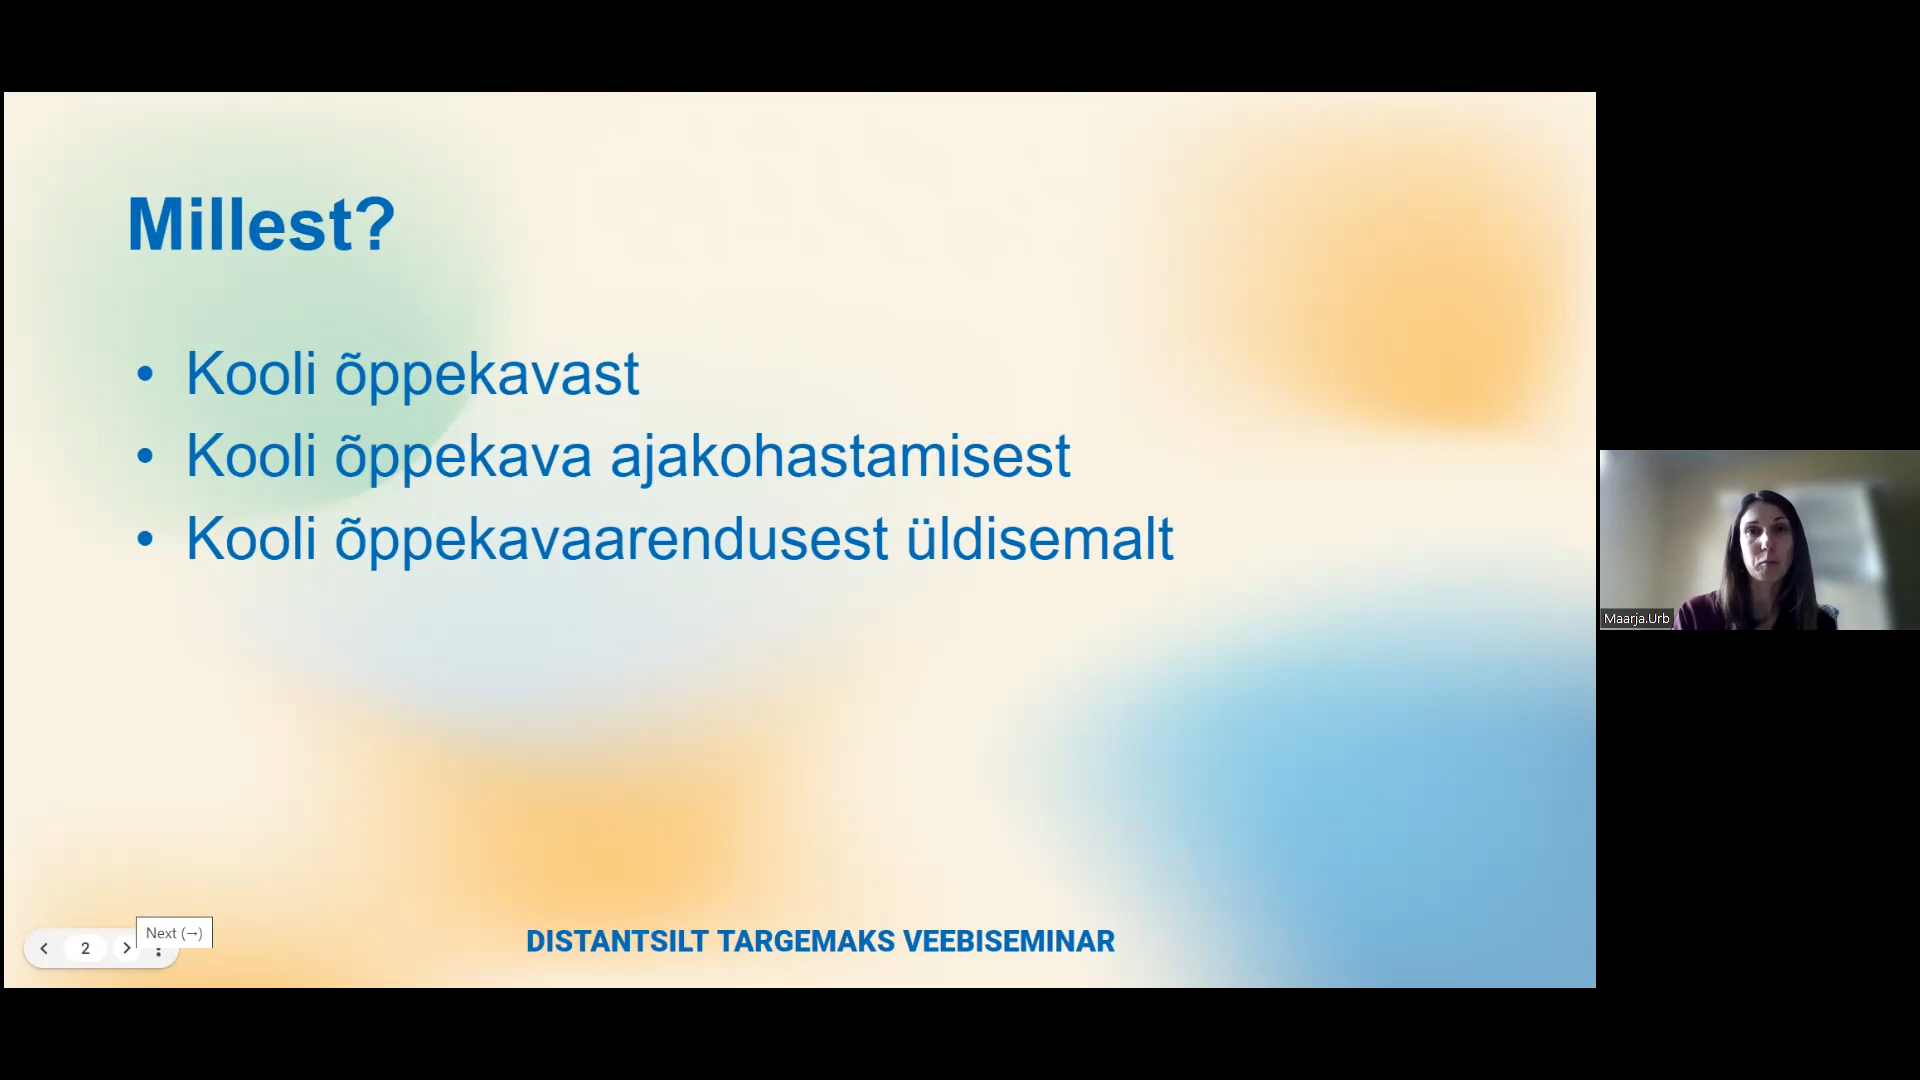 Millest?
• Kooli õppekavast
• Kooli õppekava ajakohastamisest
• Kooli õppekavaarendusest üldisemalt
Maarja.Urb
Next (→)
2
DISTANTSILT TARGEMAKS VEEBISEMINAR